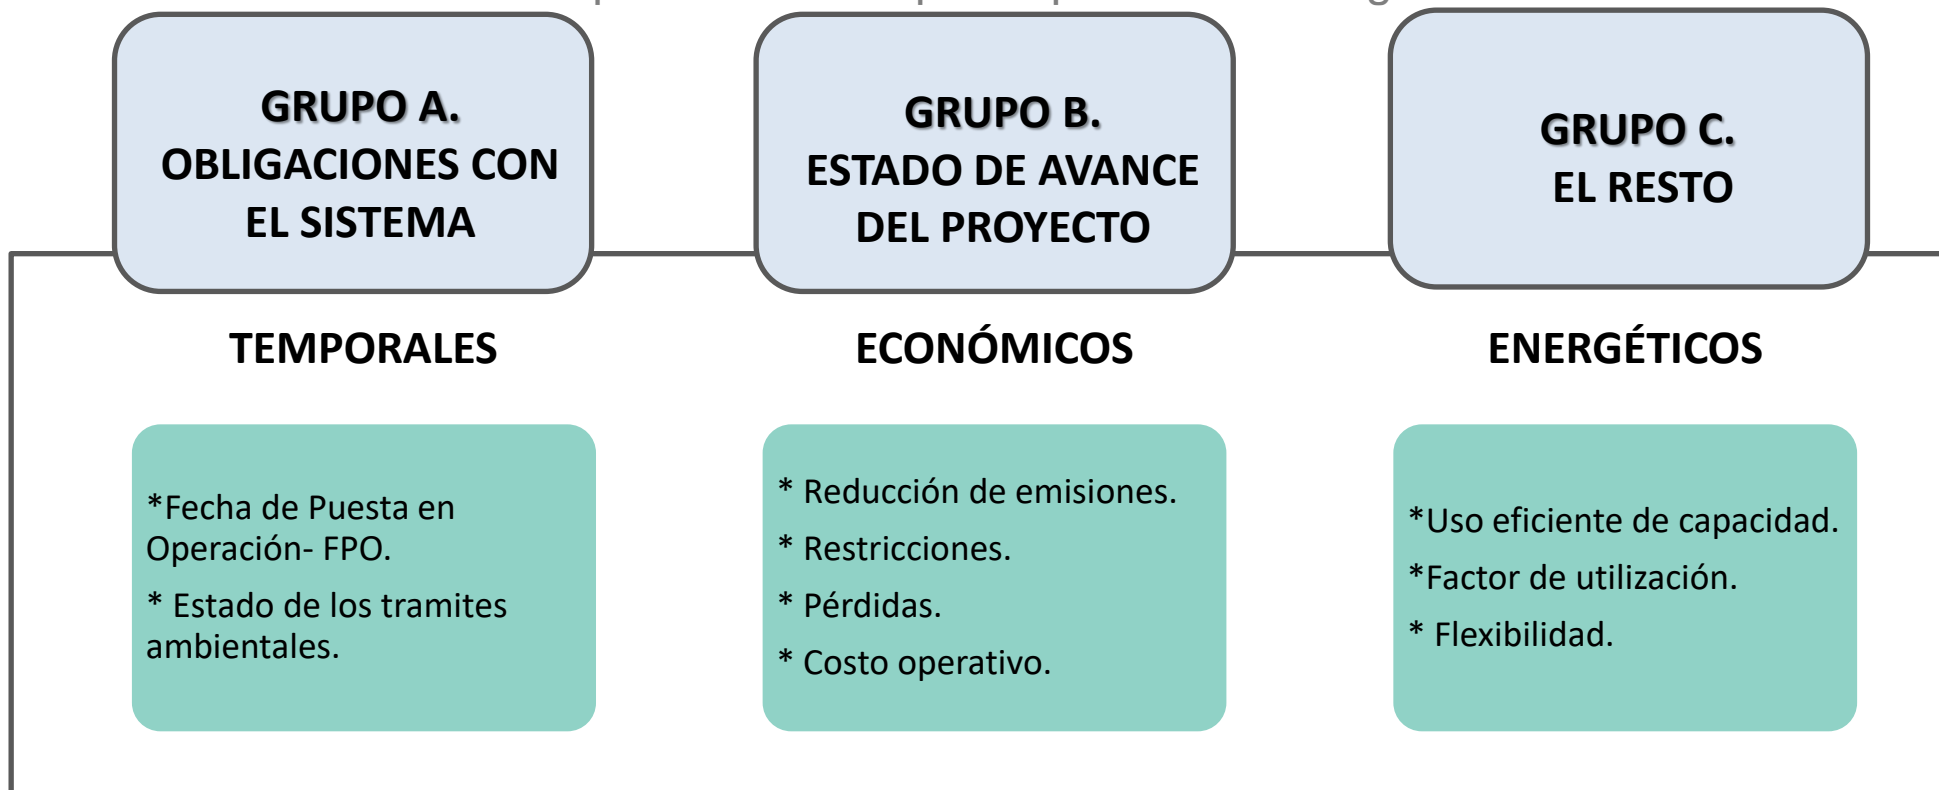 GRUPO A.
OBLIGACIONES CON
EL SISTEMA
GRUPO B.
ESTADO DE AVANCE
DEL PROYECTO
GRUPO C.
EL RESTO
TEMPORALES
ECONÓMICOS
ENERGÉTICOS
*Fecha de Puesta en
Operación- FPO.
* Estado de los tramites
ambientales.
* Reducción de emisiones.
* Restricciones.
* Pérdidas.
* Costo operativo.
*Uso eficiente de capacidad.
*Factor de utilización.
* Flexibilidad.